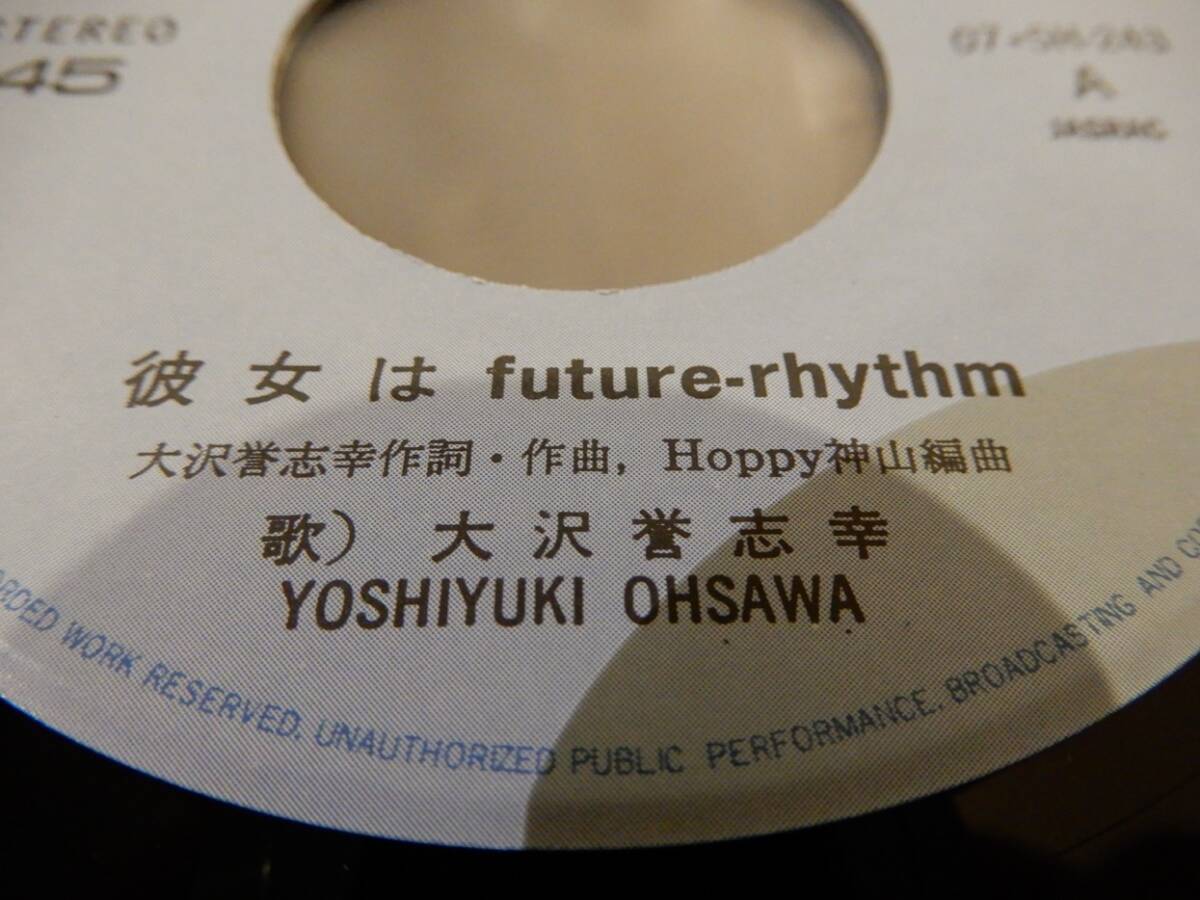 STEREO
45
A
JASRAC
彼女は future-rhythm
大沢誉志幸作詞・作曲, Hoppy神山編曲
歌) 大沢誉志幸
YOSHIYUKI OHSAWA
WORK RESERVED. UNAUTHORIZED PUBLIC PERFORMANCE. BROADCASTING AND